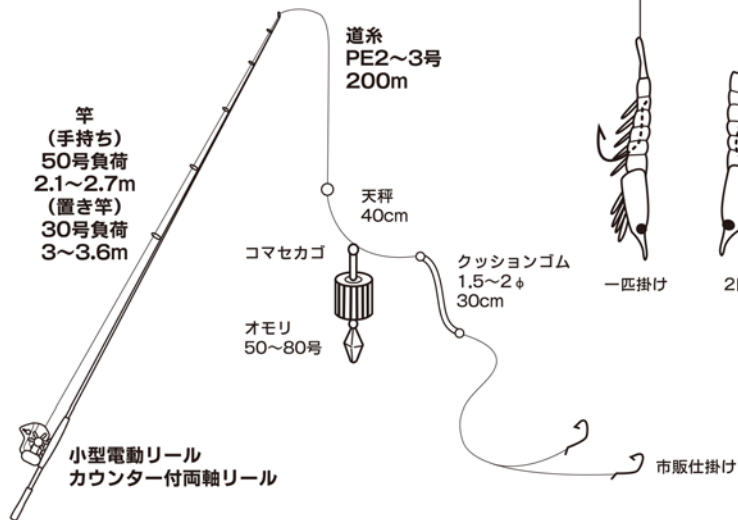 竿
(手持ち)
50号負荷
2.1〜2.7m
(置き竿)
30号負荷
3〜3.6m
道糸
PE2〜3号
200m
天秤
40cm
コマセカゴ
オモリ
50〜80号
クッションゴム
1.5〜2φ
30cm
小型電動リール
カウンター付両軸リール
市販仕掛け
一匹掛け